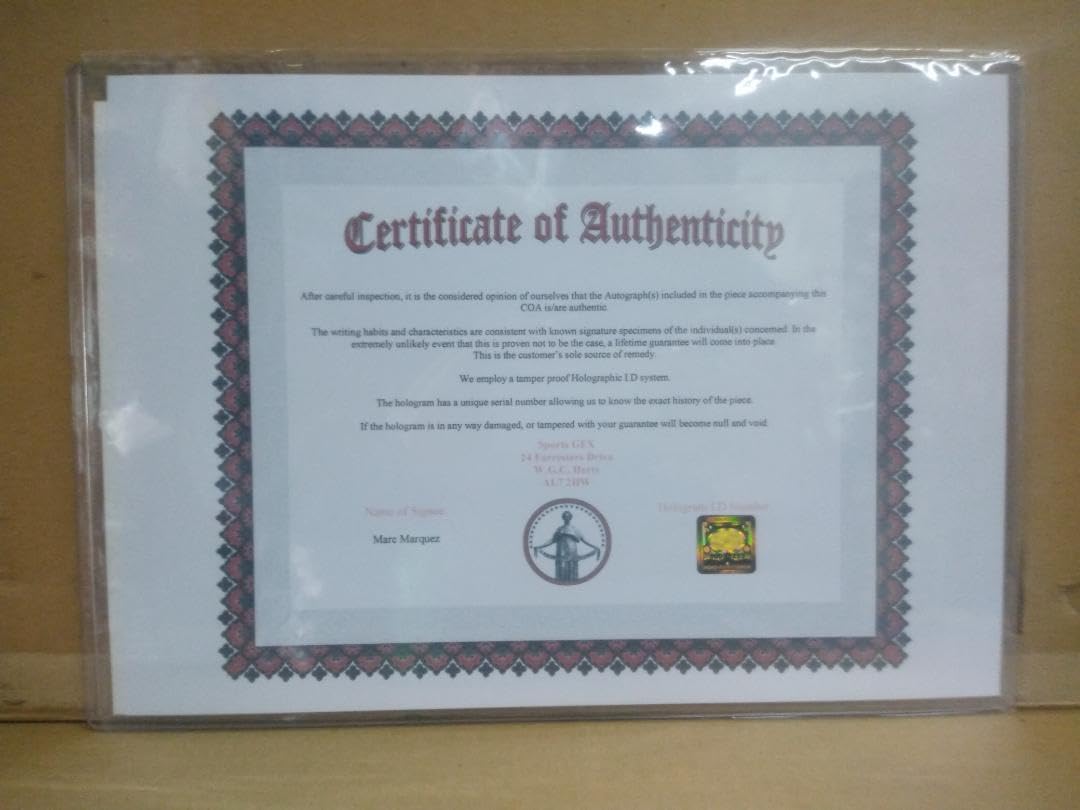 Certificate of Authenticity
After careful inspection, it is the considered opinion of ourselves that the Autograph(s) included in the piece accompanying this
COA is/are authentic.
The writing habits and characteristics are consistent with known signature specimens of the individual(s) concerned. In the
extremely unlikely event that this is proven not to be the case, a lifetime guarantee will come into place.
This is the customer's sole source of remedy.
We employ a tamper proof Holographic I.D system.
The hologram has a unique serial number allowing us to know the exact history of the piece.
If the hologram is in any way damaged, or tampered with your guarantee will become null and void.
Sports GFX
24 Drive
W.G.C. Herts
AL7 2HW
Name of Signee
Hologram I.D Number
Marc Marquez